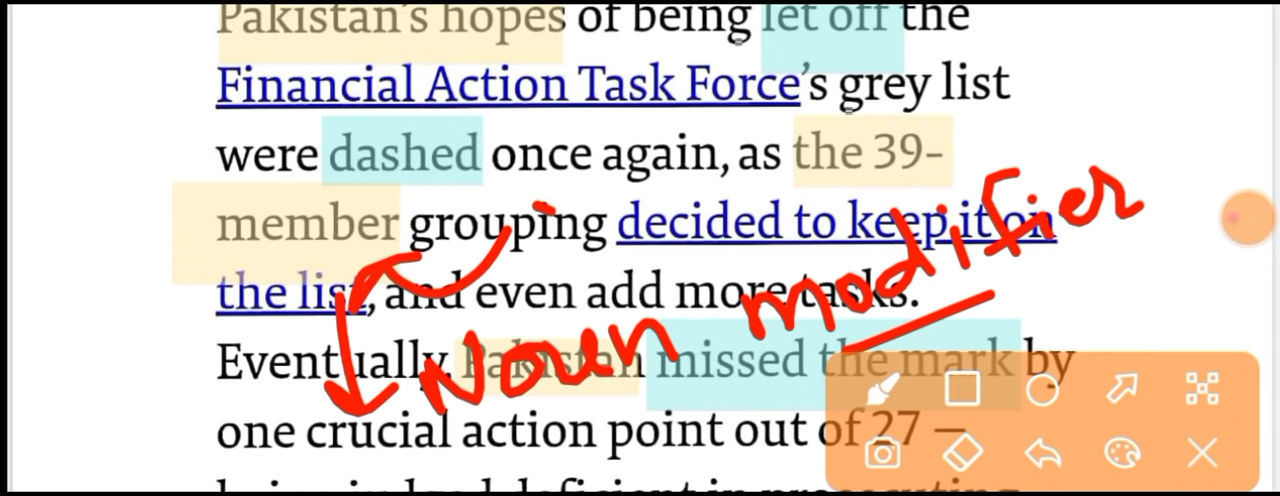 Pakistan's hopes of being let off the
Financial Action Task Force's grey list
were dashed once again, as the 39-
member grouping decided to keep it on
the list, and even add more tasks.
Noun modifier
Eventually, Pakistan missed the mark by
one crucial action point out of 27 —